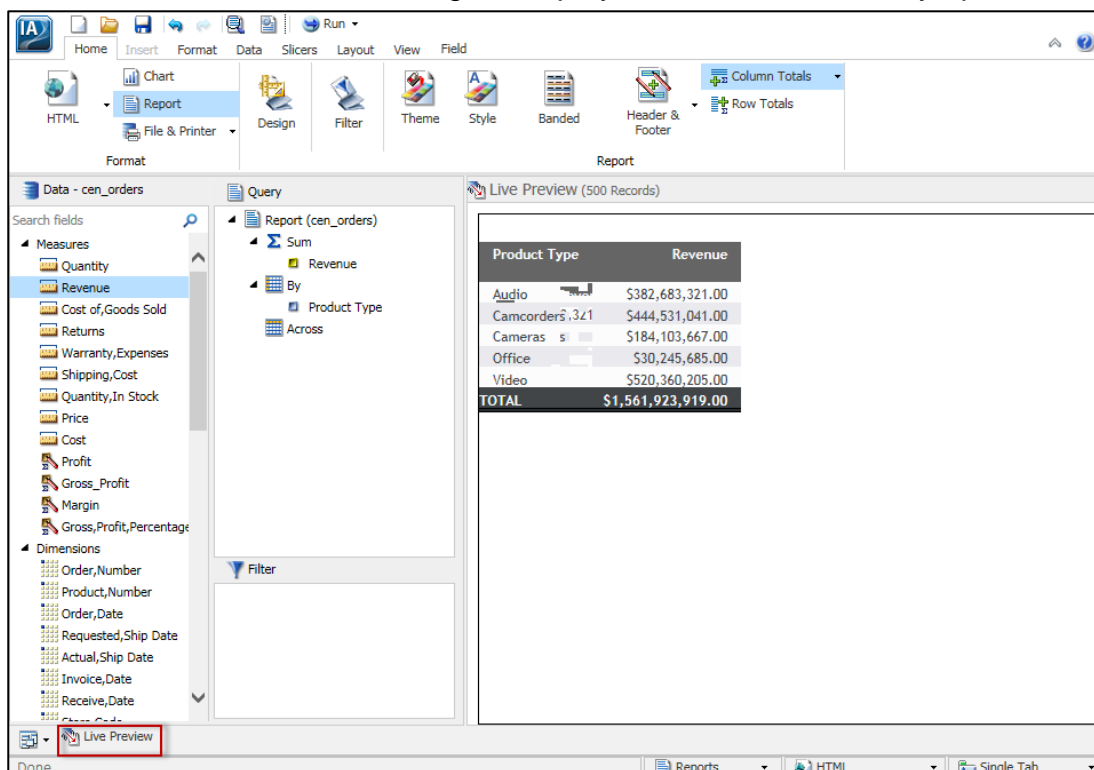 IA Run
Home Insert Format Data Slicers Layout View Field
HTML Chart Report File & Printer Design Filter Theme Style Banded Header & Footer Column Totals Row Totals
Format Report
Data - cen_orders
Search fields
Measures
Quantity
Revenue
Cost of,Goods Sold
Returns
Warranty,Expenses
Shipping,Cost
Quantity,In Stock
Price
Cost
Profit
Gross_Profit
Margin
Gross,Profit,Percentage
Dimensions
Order,Number
Product,Number
Order,Date
Requested,Ship Date
Actual,Ship Date
Invoice,Date
Receive,Date
Query
Report (cen_orders)
Sum
Revenue
By
Product Type
Across
Filter
Live Preview (500 Records)
Product Type Revenue
Audio $382,683,321.00
Camcorders $444,531,041.00
Cameras $184,103,667.00
Office $30,245,685.00
Video $520,360,205.00
TOTAL $1,561,923,919.00
Live Preview
Done Reports HTML Single Tab